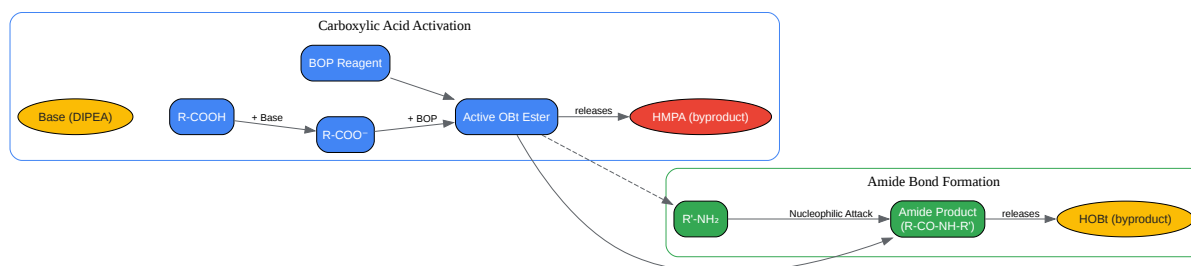 Carboxylic Acid Activation
BOP Reagent
Base (DIPEA)
R-COOH
+ Base
R-COO⁻
+ BOP
Active OBt Ester
releases
HMPA (byproduct)
Amide Bond Formation
R'-NH₂
Nucleophilic Attack
Amide Product
(R-CO-NH-R')
releases
HOBt (byproduct)